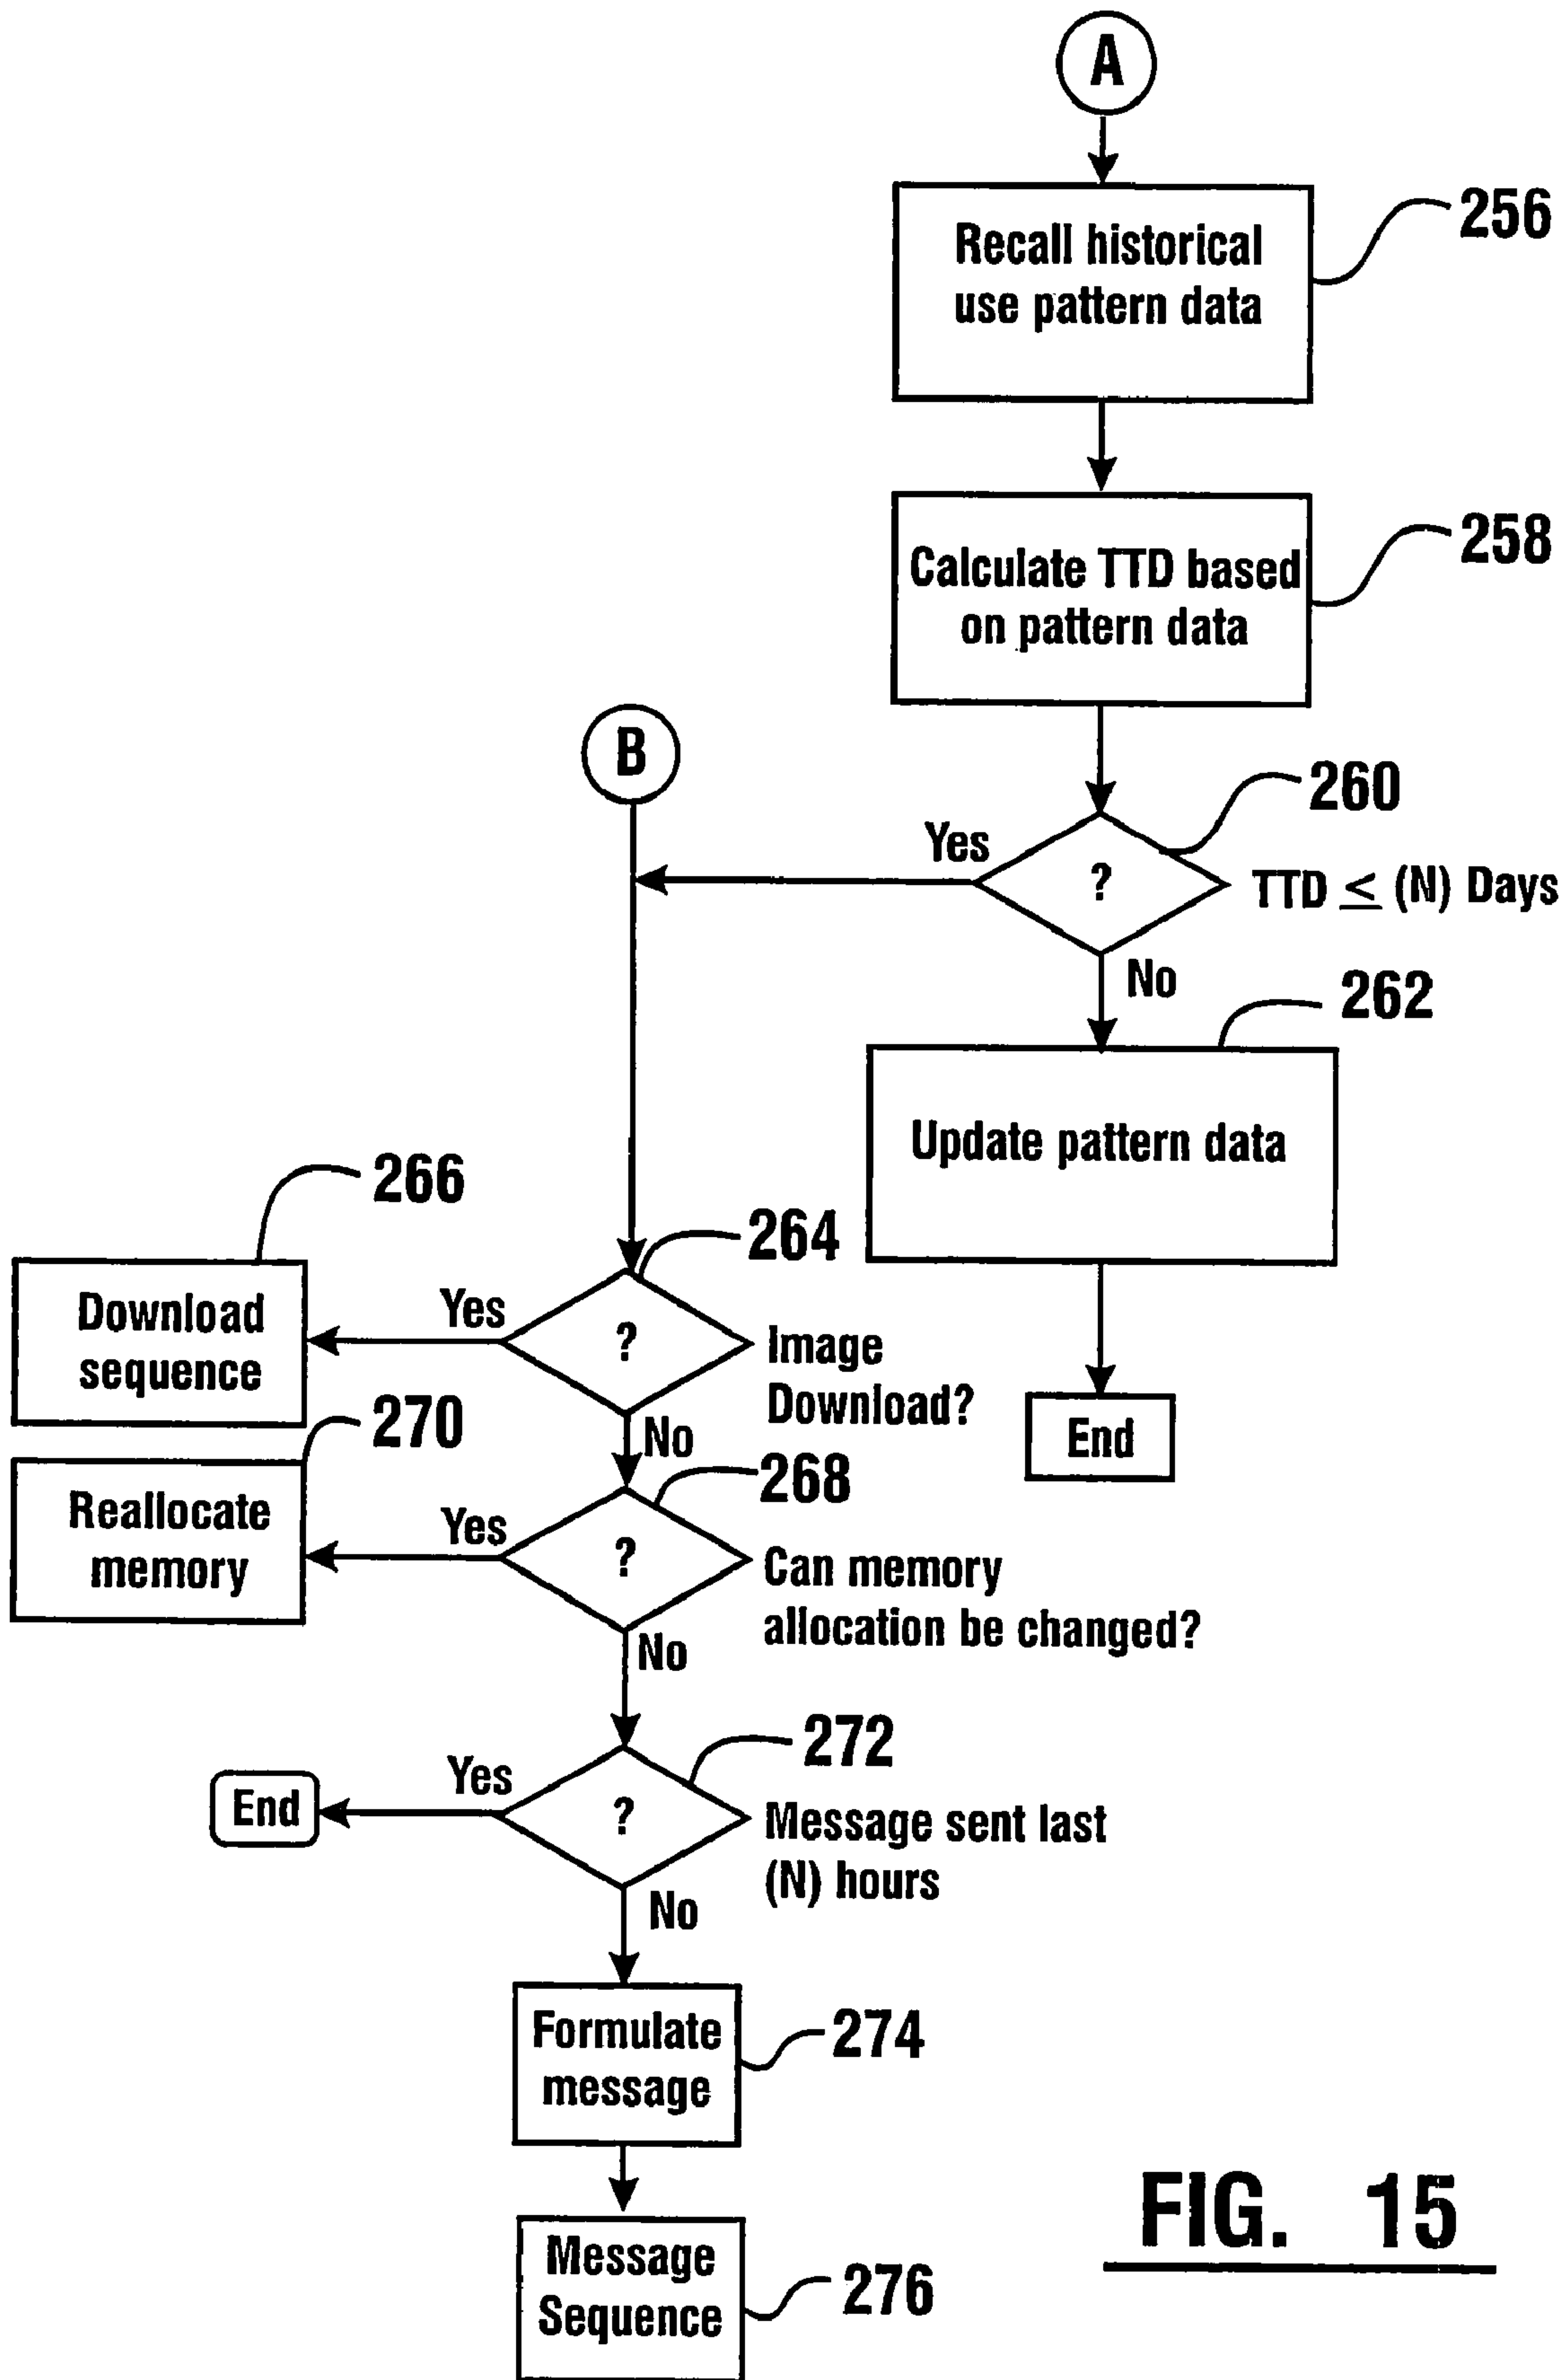 A
Recall historical
use pattern data
256
Calculate TTD based
on pattern data
258
B
260
Yes
?
TTD ≤ (N) Days
No
262
Update pattern data
End
266
264
Download
sequence
Yes
?
Image
Download?
270
No
268
Reallocate
memory
Yes
?
Can memory
allocation be changed?
No
272
End
Yes
?
Message sent last
(N) hours
No
Formulate
message
274
Message
Sequence
276
FIG. 15